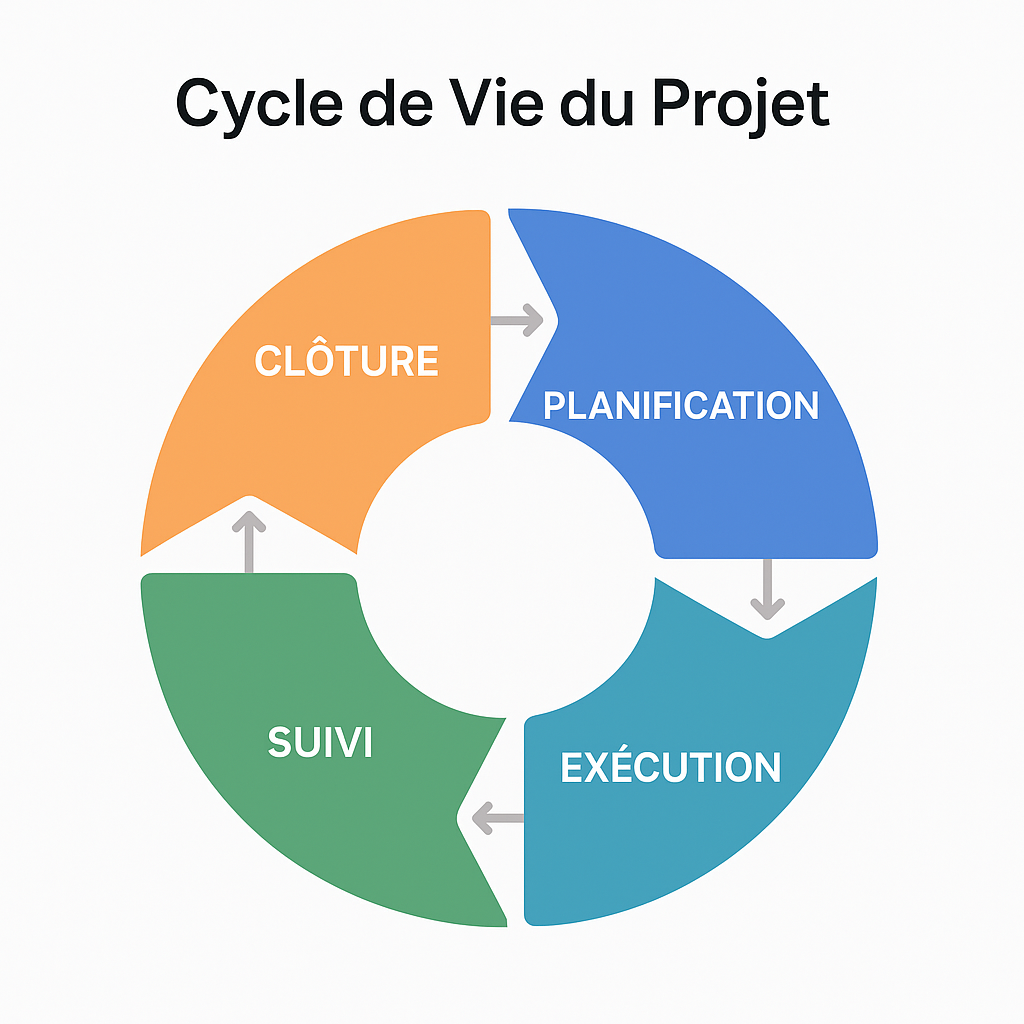 Cycle de Vie du Projet
CLÔTURE
PLANIFICATION
SUIVI
EXÉCUTION